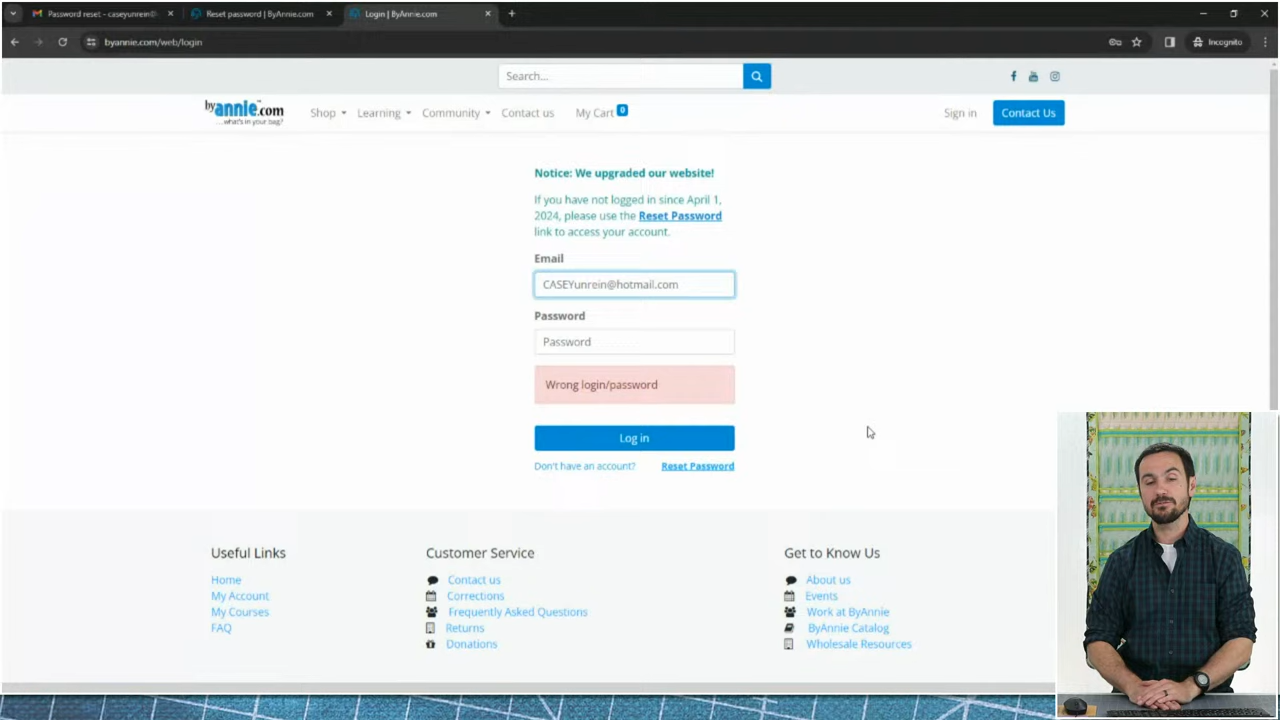 Password reset - caseyunrein@
Reset password | ByAnnie.com
Login | ByAnnie.com
byannie.com/web/login
Incognito
Search...
byannie.com
...what's in your bag?
Shop
Learning
Community
Contact us
My Cart 0
Sign in
Contact Us
Notice: We upgraded our website!
If you have not logged in since April 1,
2024, please use the Reset Password
link to access your account.
Email
CASEYunrein@hotmail.com
Password
Password
Wrong login/password
Log in
Don't have an account? Reset Password
Useful Links
Home
My Account
My Courses
FAQ
Customer Service
Contact us
Corrections
Frequently Asked Questions
Returns
Donations
Get to Know Us
About us
Events
Work at ByAnnie
ByAnnie Catalog
Wholesale Resources